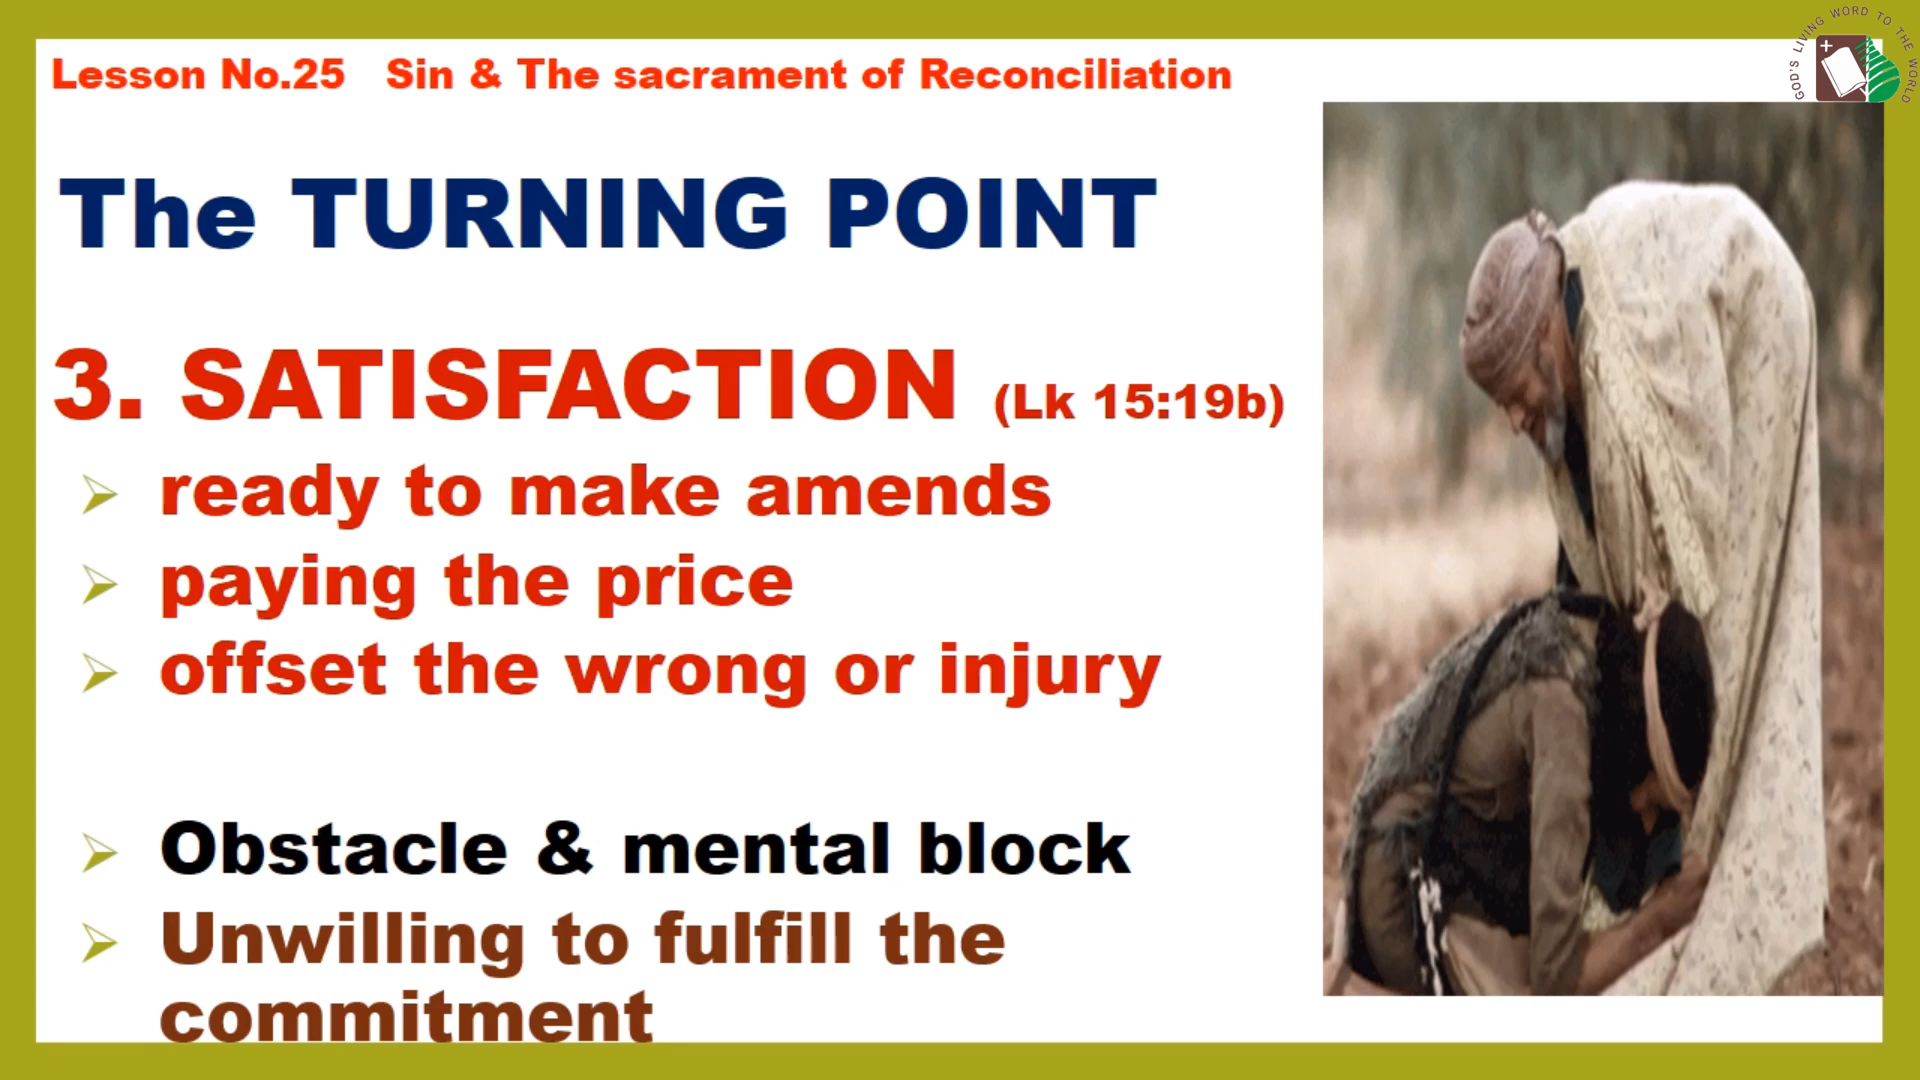 Lesson No.25 Sin & The sacrament of Reconciliation
GOD'S LIVING WORD TO THE WORLD
The TURNING POINT
3. SATISFACTION (Lk 15:19b)
ready to make amends
paying the price
offset the wrong or injury
Obstacle & mental block
Unwilling to fulfill the
commitment